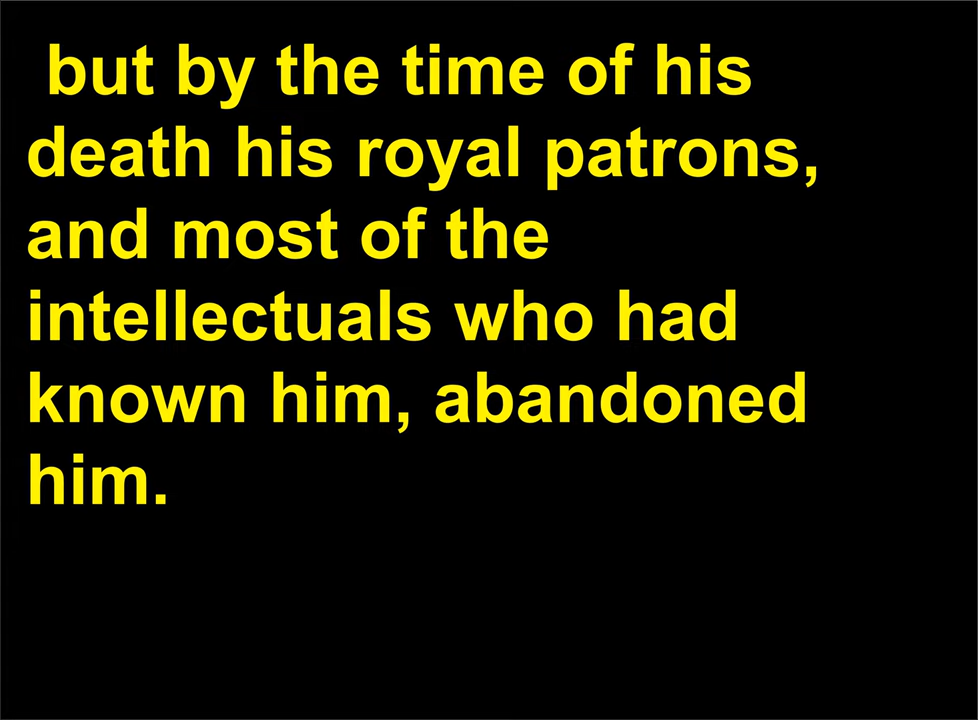 but by the time of his
death his royal patrons,
and most of the
intellectuals who had
known him, abandoned
him.